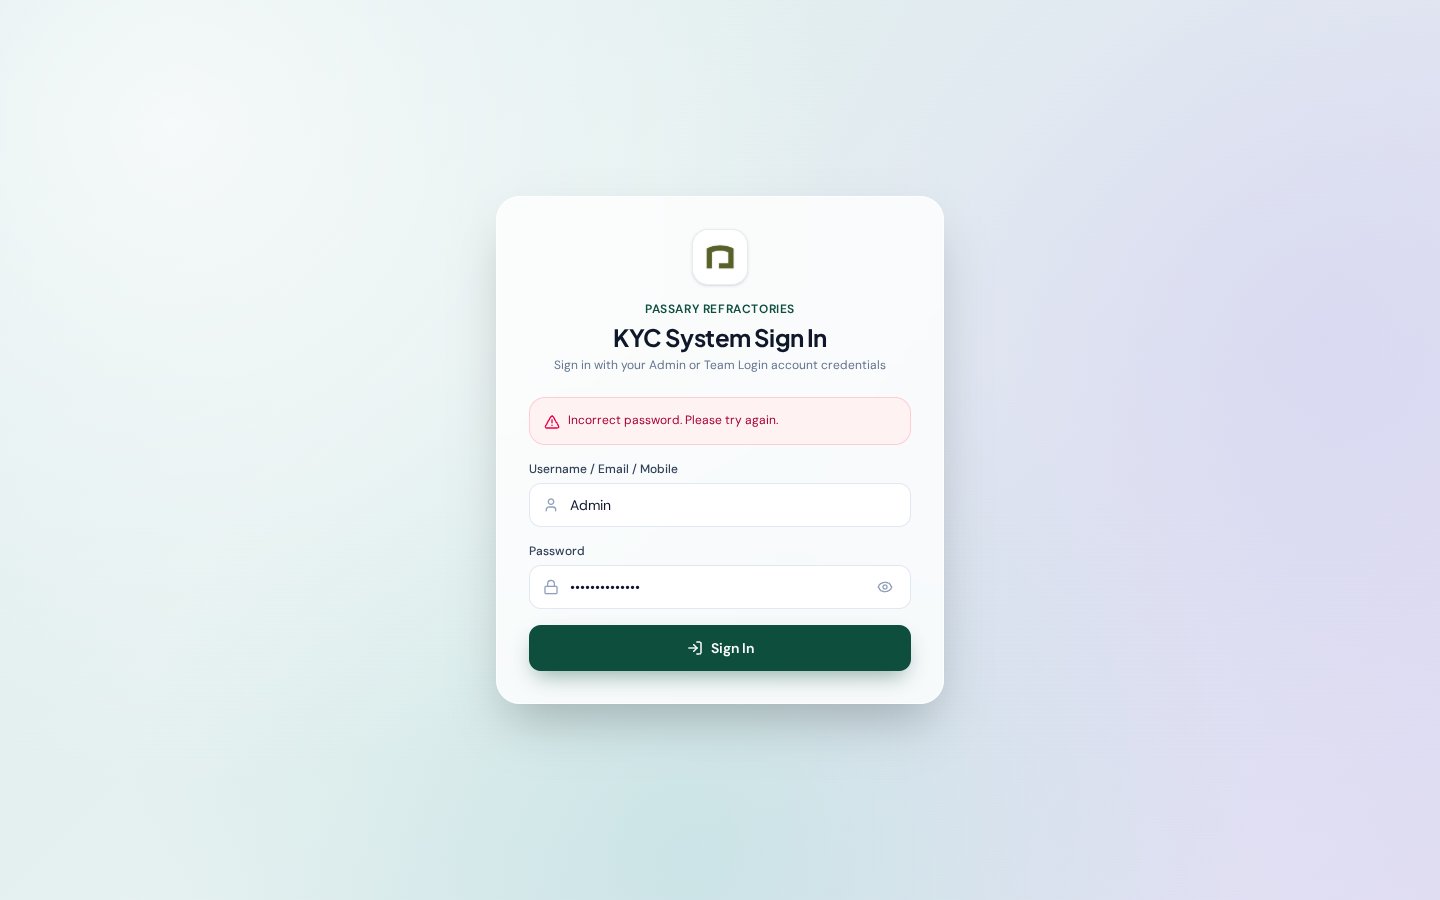 PASSARY REFRACTORIES
KYC System Sign In
Sign in with your Admin or Team Login account credentials
Incorrect password. Please try again.
Username / Email / Mobile
Admin
Password
••••••••••••••
Sign In